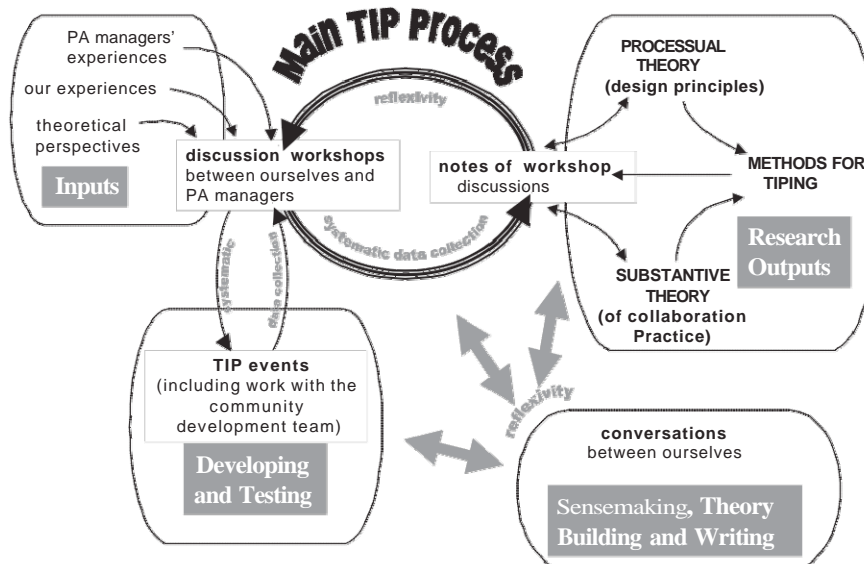 Main TIP Process
PA managers'
experiences
our experiences
theoretical
perspectives
Inputs
reflexivity
discussion workshops
between ourselves and
PA managers
notes of workshop
discussions
systematic data collection
PROCESSUAL
THEORY
(design principles)
METHODS FOR
TIPING
Research
Outputs
SUBSTANTIVE
THEORY
(of collaboration
Practice)
systematic
data collection
TIP events
(including work with the
community
development team)
Developing
and Testing
reflexivity
conversations
between ourselves
Sensemaking, Theory
Building and Writing